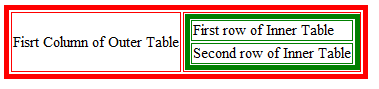 Fisrt Column of Outer Table
First row of Inner Table
Second row of Inner Table